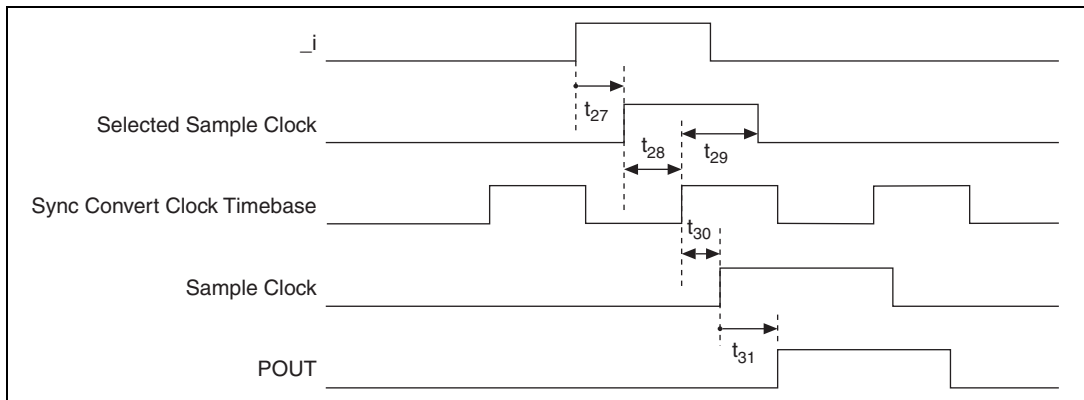 _i
t27
Selected Sample Clock
t28
t29
Sync Convert Clock Timebase
t30
Sample Clock
t31
POUT